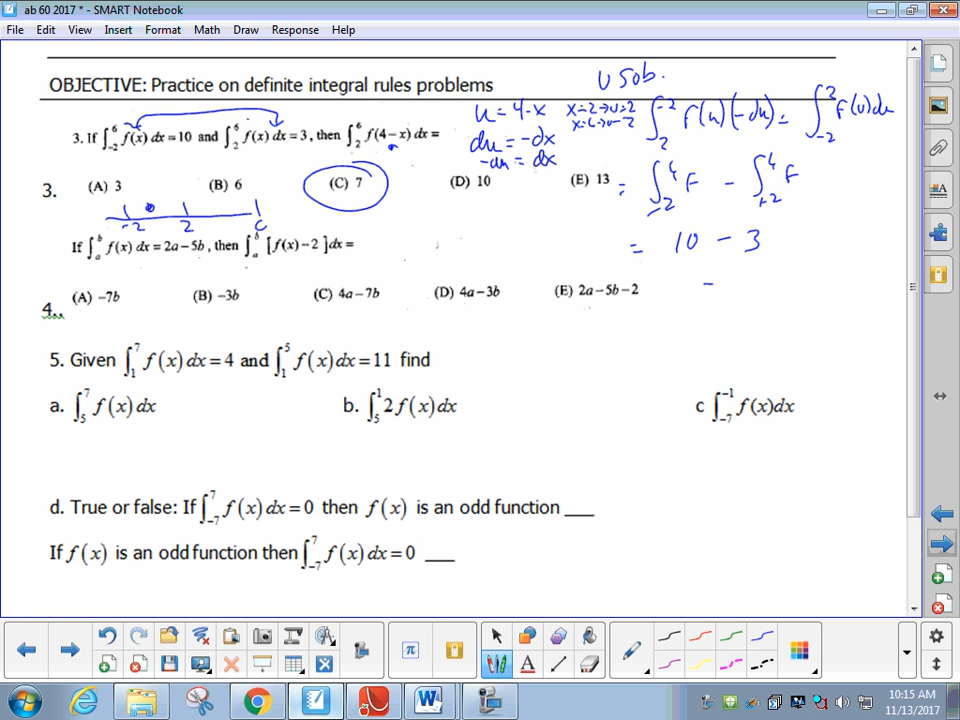 ab 60 2017 * - SMART Notebook
File Edit View Insert Format Math Draw Response Help
OBJECTIVE: Practice on definite integral rules problems
U Sub.
3. If ∫_{-2}^{6} f(x) dx = 10 and ∫_{2}^{6} f(x) dx = 3, then ∫_{2}^{6} f(4 - x) dx =
u = 4-x x=2→u=2 ∫_{2}^{-2} f(u)(-du) = ∫_{-2}^{2} f(u)du
du = -dx x=6→u=-2
-du = dx
3. (A) 3 (B) 6 (C) 7 (D) 10 (E) 13
-2 2 6
If ∫_{a}^{b} f(x) dx = 2a - 5b, then ∫_{a}^{b} [f(x) - 2] dx =
= 10 - 3
=
4.. (A) -7b (B) -3b (C) 4a - 7b (D) 4a - 3b (E) 2a - 5b - 2
5. Given ∫_{1}^{7} f(x) dx = 4 and ∫_{1}^{5} f(x) dx = 11 find
a. ∫_{5}^{7} f(x) dx b. ∫_{5}^{1} 2f(x) dx c ∫_{-7}^{-1} f(x)dx
d. True or false: If ∫_{-7}^{7} f(x) dx = 0 then f(x) is an odd function ___
If f(x) is an odd function then ∫_{-7}^{7} f(x) dx = 0 ___
10:15 AM
11/13/2017